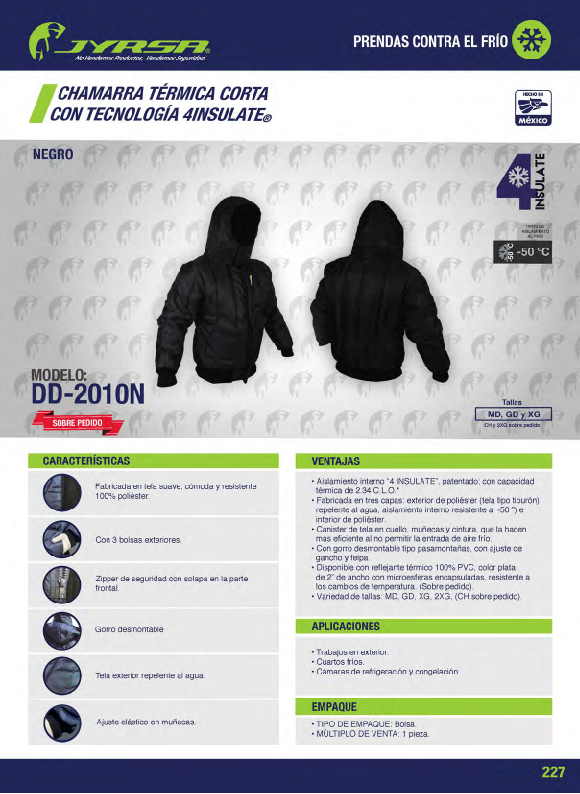 JYRSA®
No Vendemos Productos, Vendemos Seguridad
PRENDAS CONTRA EL FRÍO
CHAMARRA TÉRMICA CORTA
CON TECNOLOGÍA 4INSULATE®
HECHO EN
MÉXICO
NEGRO
4
INSULATE
TIPOS DE
AISLAMIENTO
AL FRÍO
-50 °C
-50 °C
MODELO:
DD-2010N
SOBRE PEDIDO
Tallas
MD, GD y XG
CH y 2XG sobre pedido
CARACTERÍSTICAS
Fabricada en tela suave, cómoda y resistente
100% poliéster.
Con 3 bolsas exteriores.
Zipper de seguridad con solapa en la parte
frontal.
Gorro desmontable
Tela exterior repelente al agua.
Ajuste elástico en muñecas.
VENTAJAS
• Aislamiento interno "4 INSULATE", patentado: con capacidad
térmica de 2.34 C.L.O.*
• Fabricada en tres capas: exterior de poliéster (tela tipo tiburón)
repelente al agua, aislamiento interno resistente a -50 °) e
interior de poliéster.
• Canister de tela en cuello, muñecas y cintura, que la hacen
mas eficiente al no permitir la entrada de aire frío.
• Con gorro desmontable tipo pasamontañas, con ajuste de
gancho y felpa.
• Disponible con reflejante térmico 100% PVC, color plata
de 2" de ancho con microesferas encapsuladas, resistente a
los cambos de temperatura. (Sobre pedido).
• Variedad de tallas: MD, GD, XG, 2XG, (CH sobre pedido).
APLICACIONES
• Trabajos en exterior.
• Cuartos fríos.
• Cámaras de refrigeración y congelación
EMPAQUE
• TIPO DE EMPAQUE: Bolsa.
• MÚLTIPLO DE VENTA: 1 pieza.
227